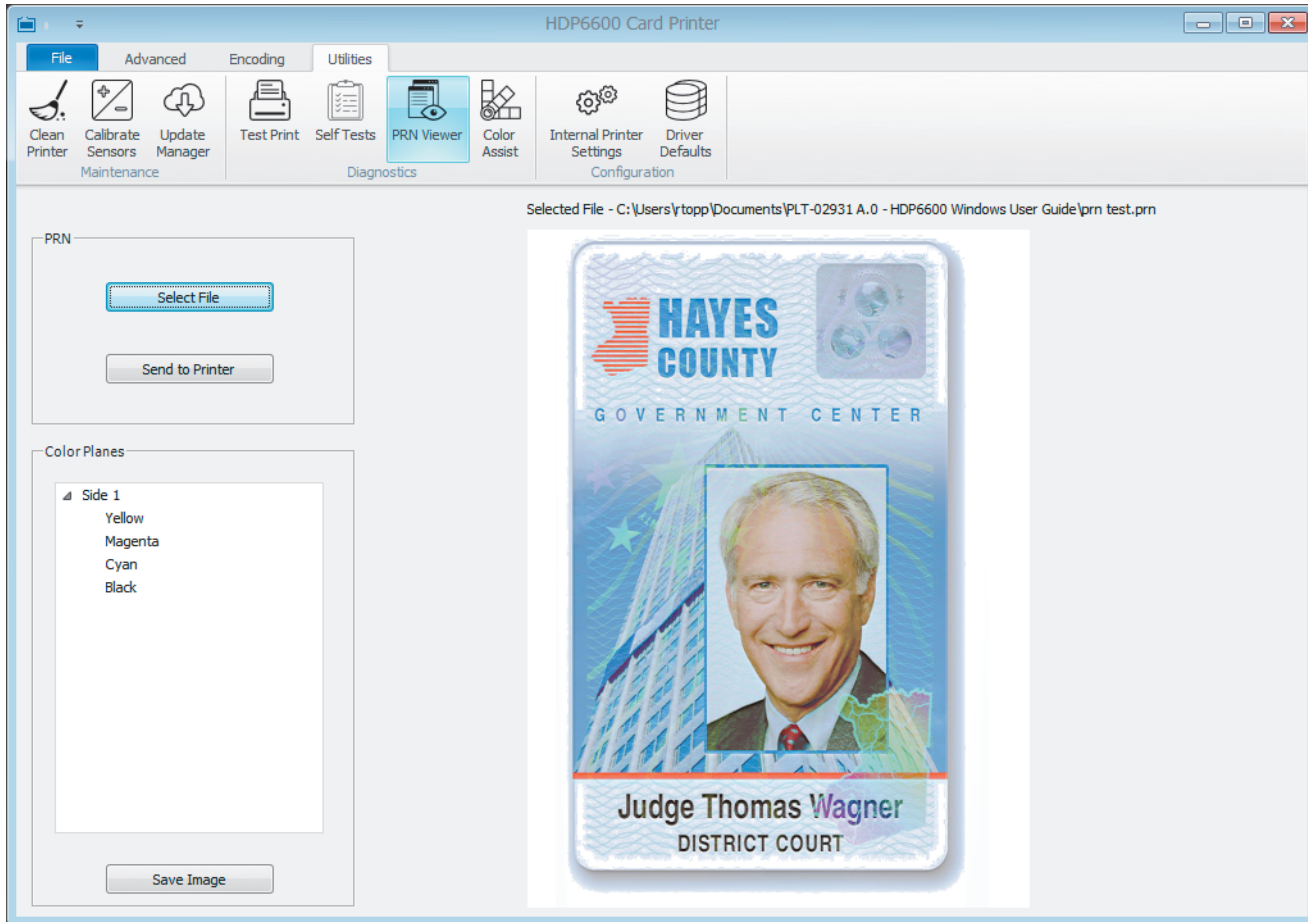 HDP6600 Card Printer
File Advanced Encoding Utilities
Clean Printer
Calibrate Sensors
Update Manager
Maintenance
Test Print
Self Tests
PRN Viewer
Color Assist
Diagnostics
Internal Printer Settings
Driver Defaults
Configuration
Selected File - C:\Users\rtopp\Documents\PLT-02931 A.0 - HDP6600 Windows User Guide\prn test.prn
PRN
Select File
Send to Printer
Color Planes
Side 1
Yellow
Magenta
Cyan
Black
Save Image
HAYES
COUNTY
GOVERNMENT CENTER
Judge Thomas Wagner
DISTRICT COURT